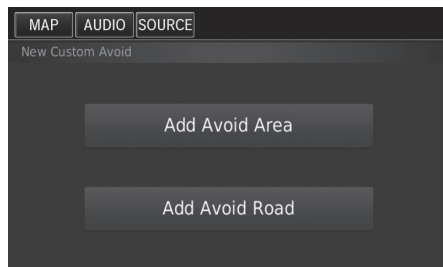 MAP AUDIO SOURCE
New Custom Avoid
Add Avoid Area
Add Avoid Road